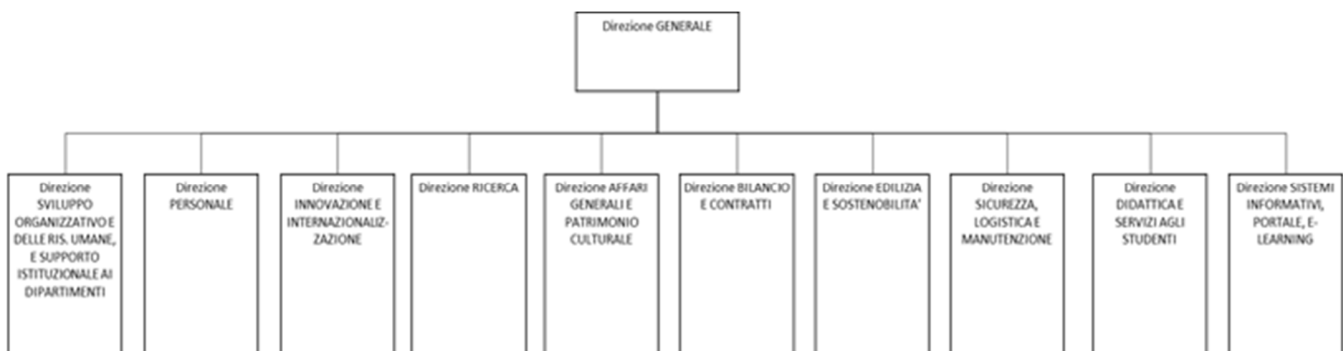 Direzione GENERALE
Direzione
SVILUPPO
ORGANIZZATIVO E
DELLE RIS. UMANE,
E SUPPORTO
ISTITUZIONALE AI
DIPARTIMENTI
Direzione
PERSONALE
Direzione
INNOVAZIONE E
INTERNAZIONALIZ-
ZAZIONE
Direzione RICERCA
Direzione AFFARI
GENERALI E
PATRIMONIO
CULTURALE
Direzione BILANCIO
E CONTRATTI
Direzione EDILIZIA
E SOSTENOBILITA'
Direzione
SICUREZZA,
LOGISTICA E
MANUTENZIONE
Direzione
DIDATTICA E
SERVIZI AGLI
STUDENTI
Direzione SISTEMI
INFORMATIVI,
PORTALE, E-
LEARNING